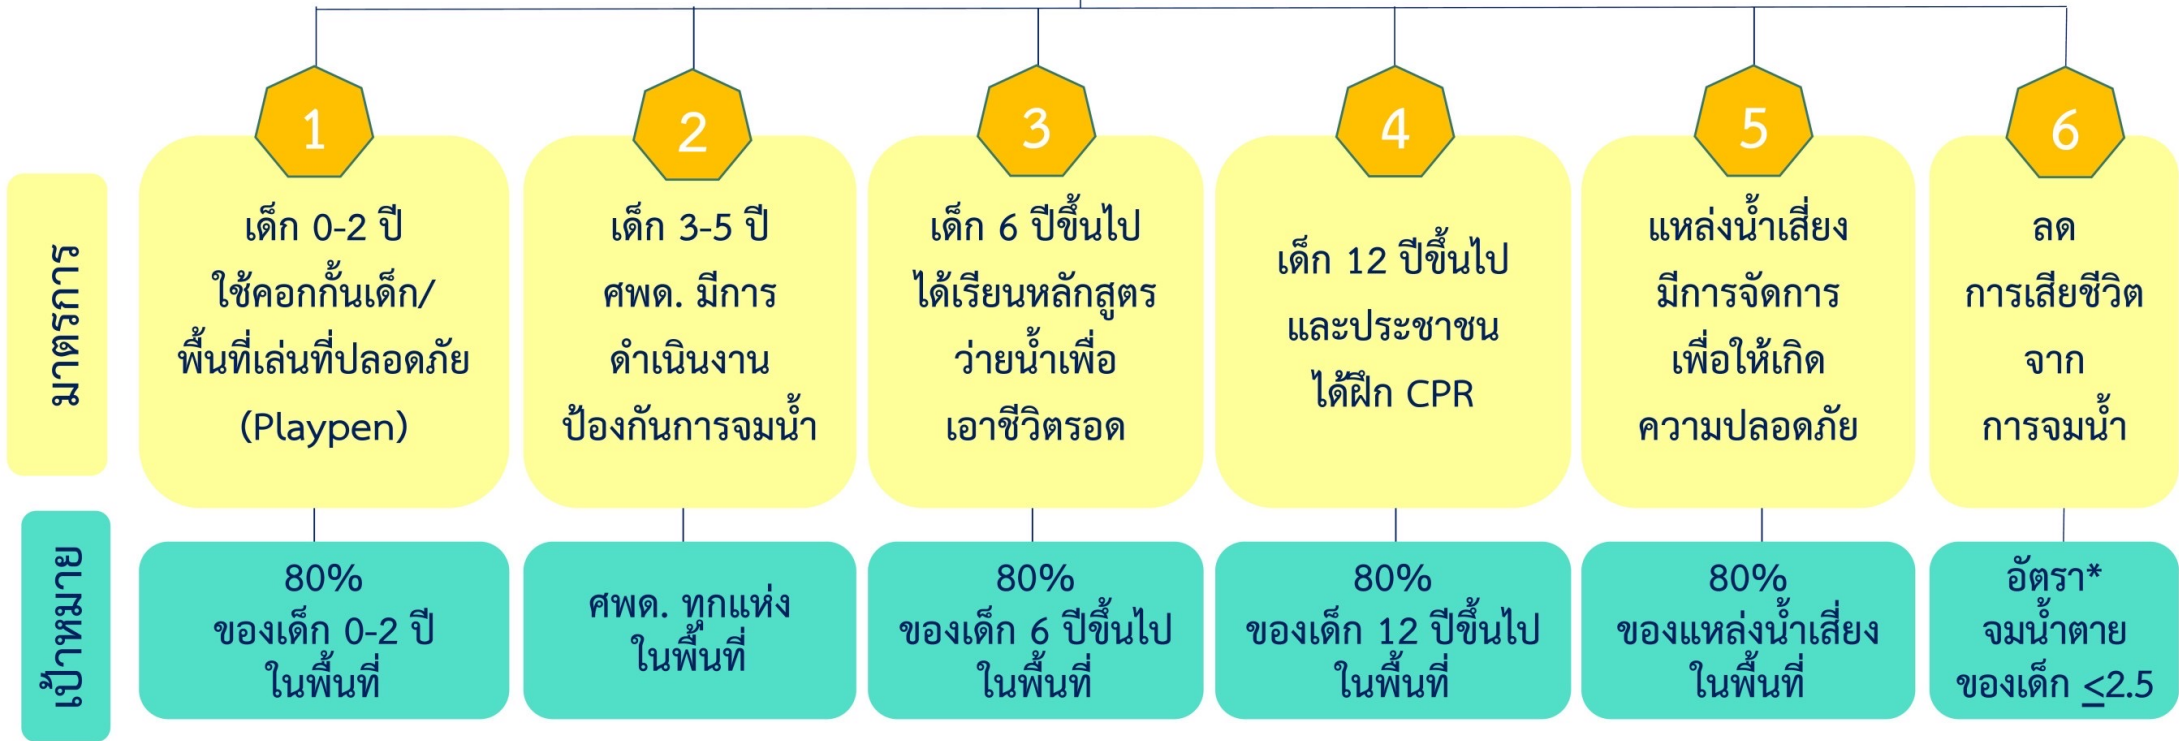 1
เด็ก 0-2 ปี
ใช้คอกกั้นเด็ก/
พื้นที่เล่นที่ปลอดภัย
(Playpen)
2
เด็ก 3-5 ปี
ศพด. มีการ
ดำเนินงาน
ป้องกันการจมน้ำ
3
เด็ก 6 ปีขึ้นไป
ได้เรียนหลักสูตร
ว่ายน้ำเพื่อ
เอาชีวิตรอด
4
เด็ก 12 ปีขึ้นไป
และประชาชน
ได้ฝึก CPR
5
แหล่งน้ำเสี่ยง
มีการจัดการ
เพื่อให้เกิด
ความปลอดภัย
6
ลด
การเสียชีวิต
จาก
การจมน้ำ
มาตรการ
เป้าหมาย
80%
ของเด็ก 0-2 ปี
ในพื้นที่
ศพด. ทุกแห่ง
ในพื้นที่
80%
ของเด็ก 6 ปีขึ้นไป
ในพื้นที่
80%
ของเด็ก 12 ปีขึ้นไป
ในพื้นที่
80%
ของแหล่งน้ำเสี่ยง
ในพื้นที่
อัตรา*
จมน้ำตาย
ของเด็ก ≤2.5